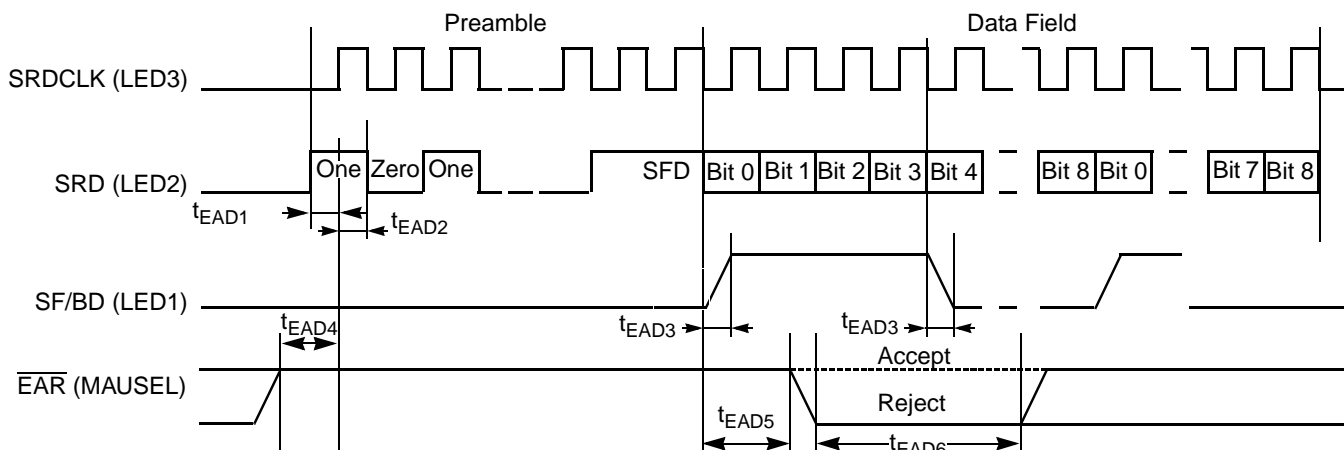 Preamble Data Field
SRDCLK (LED3)
SRD (LED2) One Zero One SFD Bit 0 Bit 1 Bit 2 Bit 3 Bit 4 Bit 8 Bit 0 Bit 7 Bit 8
tEAD1 tEAD2
SF/BD (LED1)
tEAD4 tEAD3 tEAD3
EAR (MAUSEL) Accept
Reject
tEAD5 tEAD6